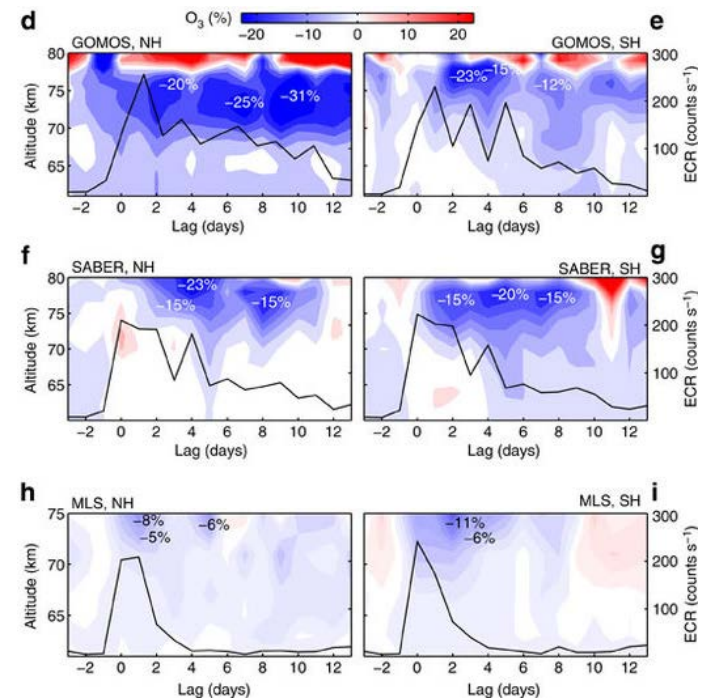 d
O₃ (%)
−20 −10 0 10 20
e
GOMOS, NH
GOMOS, SH
Altitude (km)
80
75
70
65
−20%
−25%
−31%
−2 0 2 4 6 8 10 12
Lag (days)
−23%
−15%
−12%
300
200
100
ECR (counts s⁻¹)
−2 0 2 4 6 8 10 12
Lag (days)
f
SABER, NH
SABER, SH
g
Altitude (km)
80
75
70
65
−23%
−15%
−15%
−2 0 2 4 6 8 10 12
Lag (days)
−15%
−20%
−15%
300
200
100
ECR (counts s⁻¹)
−2 0 2 4 6 8 10 12
Lag (days)
h
MLS, NH
MLS, SH
i
Altitude (km)
75
70
65
−8%
−5%
−6%
−2 0 2 4 6 8 10 12
Lag (days)
−11%
−6%
300
200
100
ECR (counts s⁻¹)
−2 0 2 4 6 8 10 12
Lag (days)